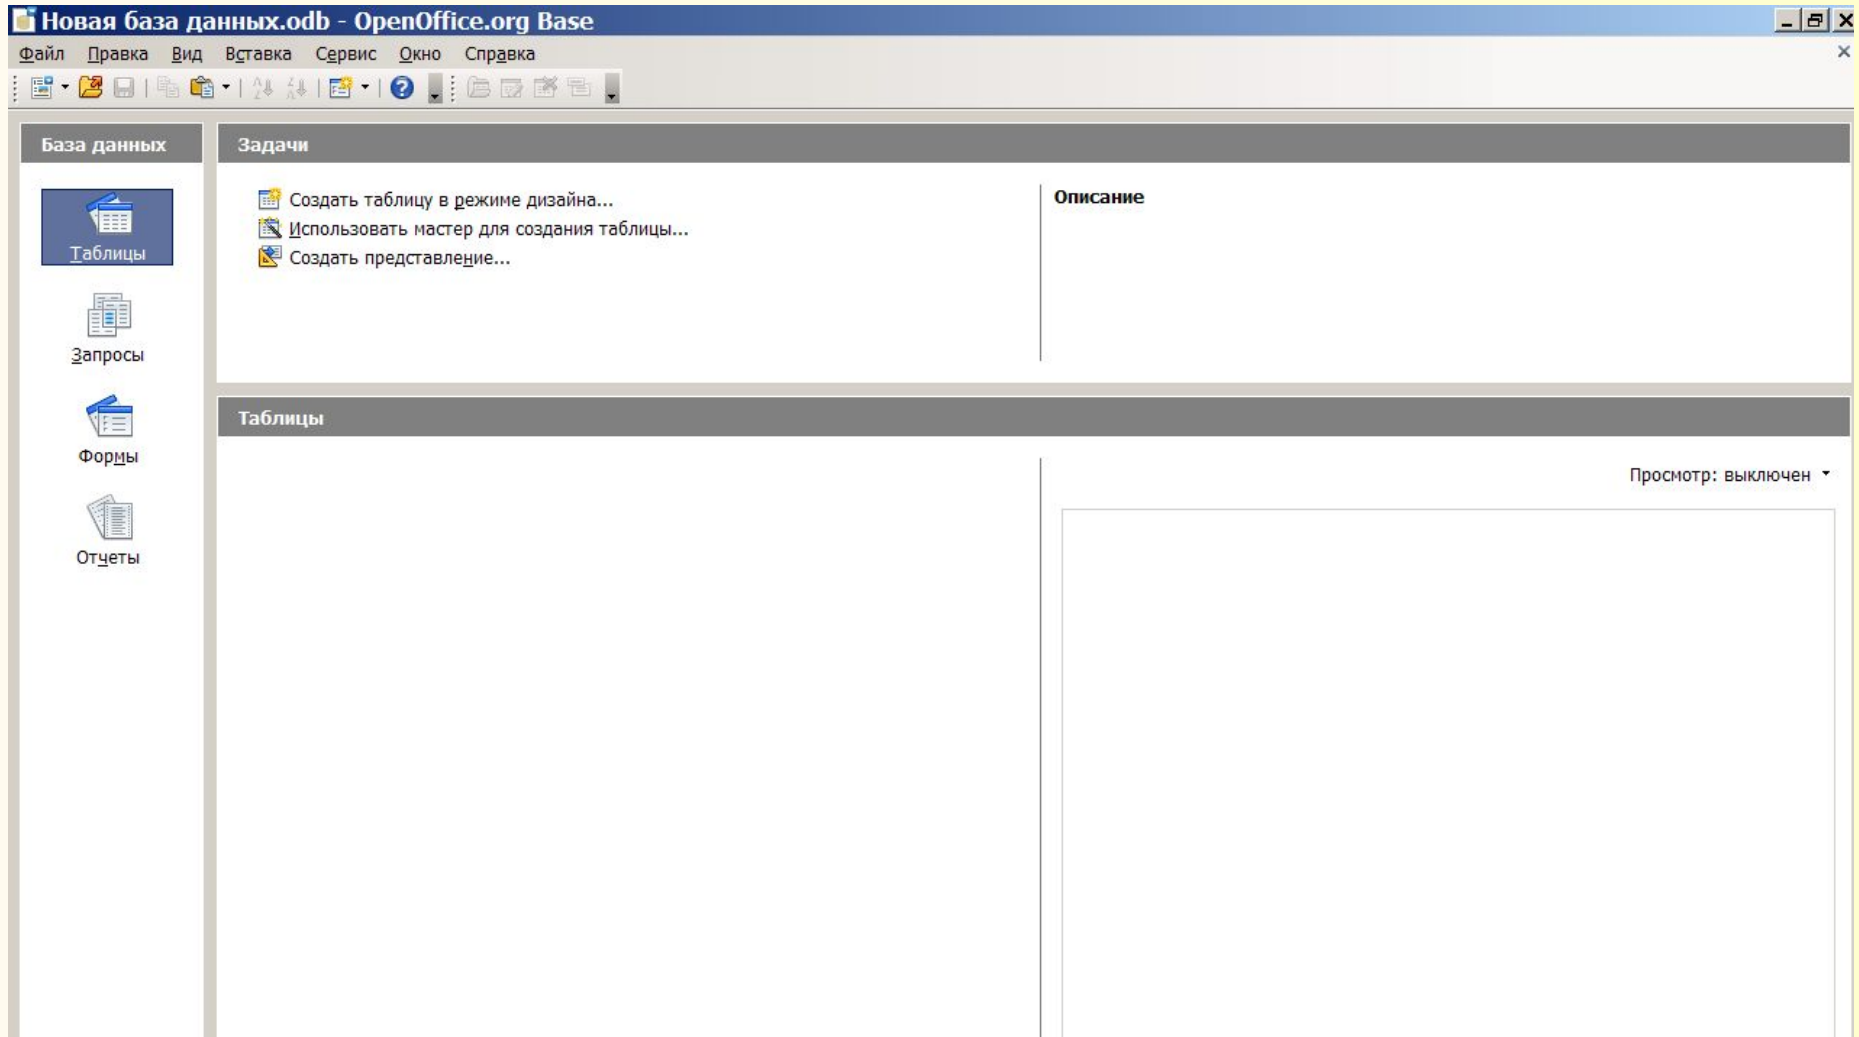 Новая база данных.odb - OpenOffice.org Base
Файл Правка Вид Вставка Сервис Окно Справка
База данных
Задачи
Таблицы
Запросы
Формы
Отчеты
Создать таблицу в режиме дизайна...
Использовать мастер для создания таблицы...
Создать представление...
Описание
Таблицы
Просмотр: выключен